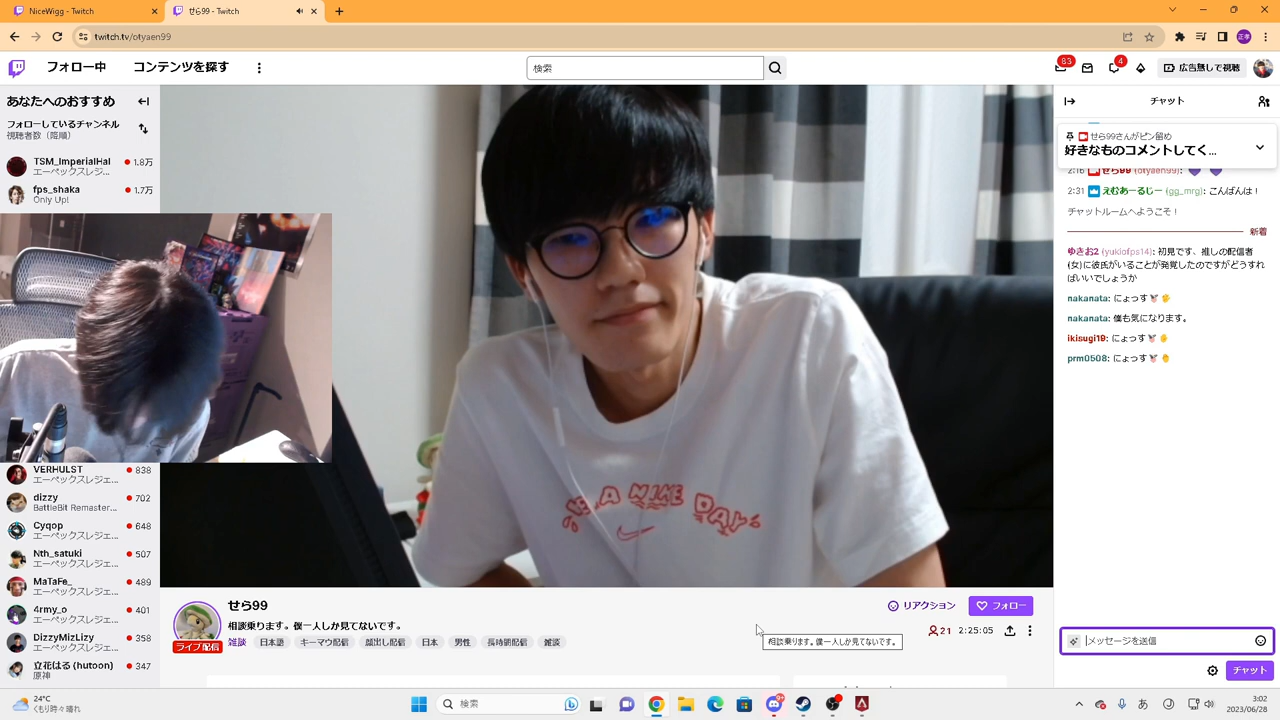 NiceWigg - Twitch
せら99 - Twitch
twitch.tv/otyaen99
フォロー中
コンテンツを探す
検索
83
4
広告無しで視聴
あなたへのおすすめ
フォローしているチャンネル
視聴者数（降順）
TSM_ImperialHal
1.8万
エーペックスレジ...
fps_shaka
1.7万
Only Up!
VERHULST
838
エーペックスレジェ...
dizzy
702
BattleBit Remaster...
Cyqop
648
エーペックスレジェ...
Nth_satuki
507
エーペックスレジェ...
MaTaFe_
489
エーペックスレジェ...
4rmy_o
401
エーペックスレジェ...
DizzyMizLizy
358
エーペックスレジェ...
立花はる (hutoon)
347
原神
A NIKE DAY
せら99
相談乗ります。僕一人しか見てないです。
ライブ配信
雑談
日本語
キーマウ配信
顔出し配信
日本
男性
長時間配信
雑談
リアクション
フォロー
21
2:25:05
相談乗ります。僕一人しか見てないです。
チャット
せら99さんがピン留め
好きなものコメントしてく...
2:16 せら99 (otyaen99):
2:31 えむあーるじー (gg_mrg): こんばんは！
チャットルームへようこそ！
新着
ゆきお2 (yukiofps14): 初見です、推しの配信者
(女)に彼氏がいることが発覚したのですがどうすれ
ばいいでしょうか
nakanata: にょっす
nakanata:僕も気になります。
ikisugi19: にょっす
prm0508: にょっす
メッセージを送信
チャット
24°C
くもり時々晴れ
検索
9+
あ
3:02
2023/06/28